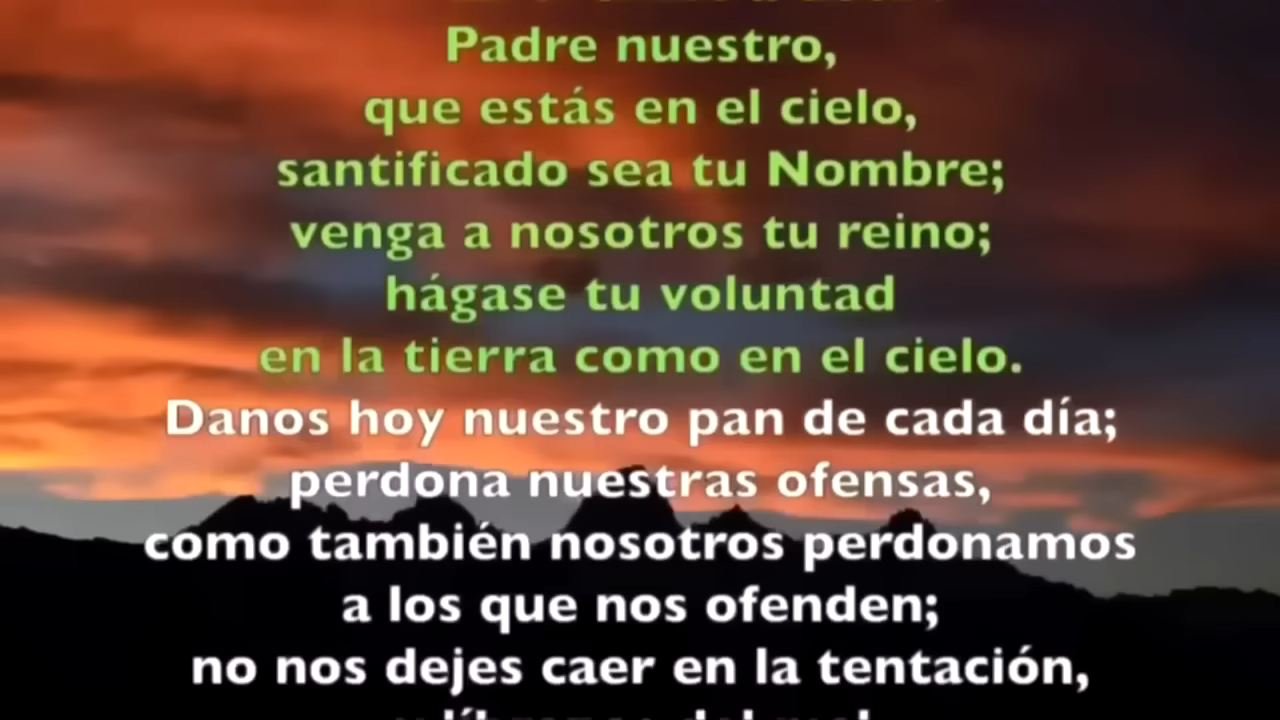 Padre nuestro,
que estás en el cielo,
santificado sea tu Nombre;
venga a nosotros tu reino;
hágase tu voluntad
en la tierra como en el cielo.
Danos hoy nuestro pan de cada día;
perdona nuestras ofensas,
como también nosotros perdonamos
a los que nos ofenden;
no nos dejes caer en la tentación,